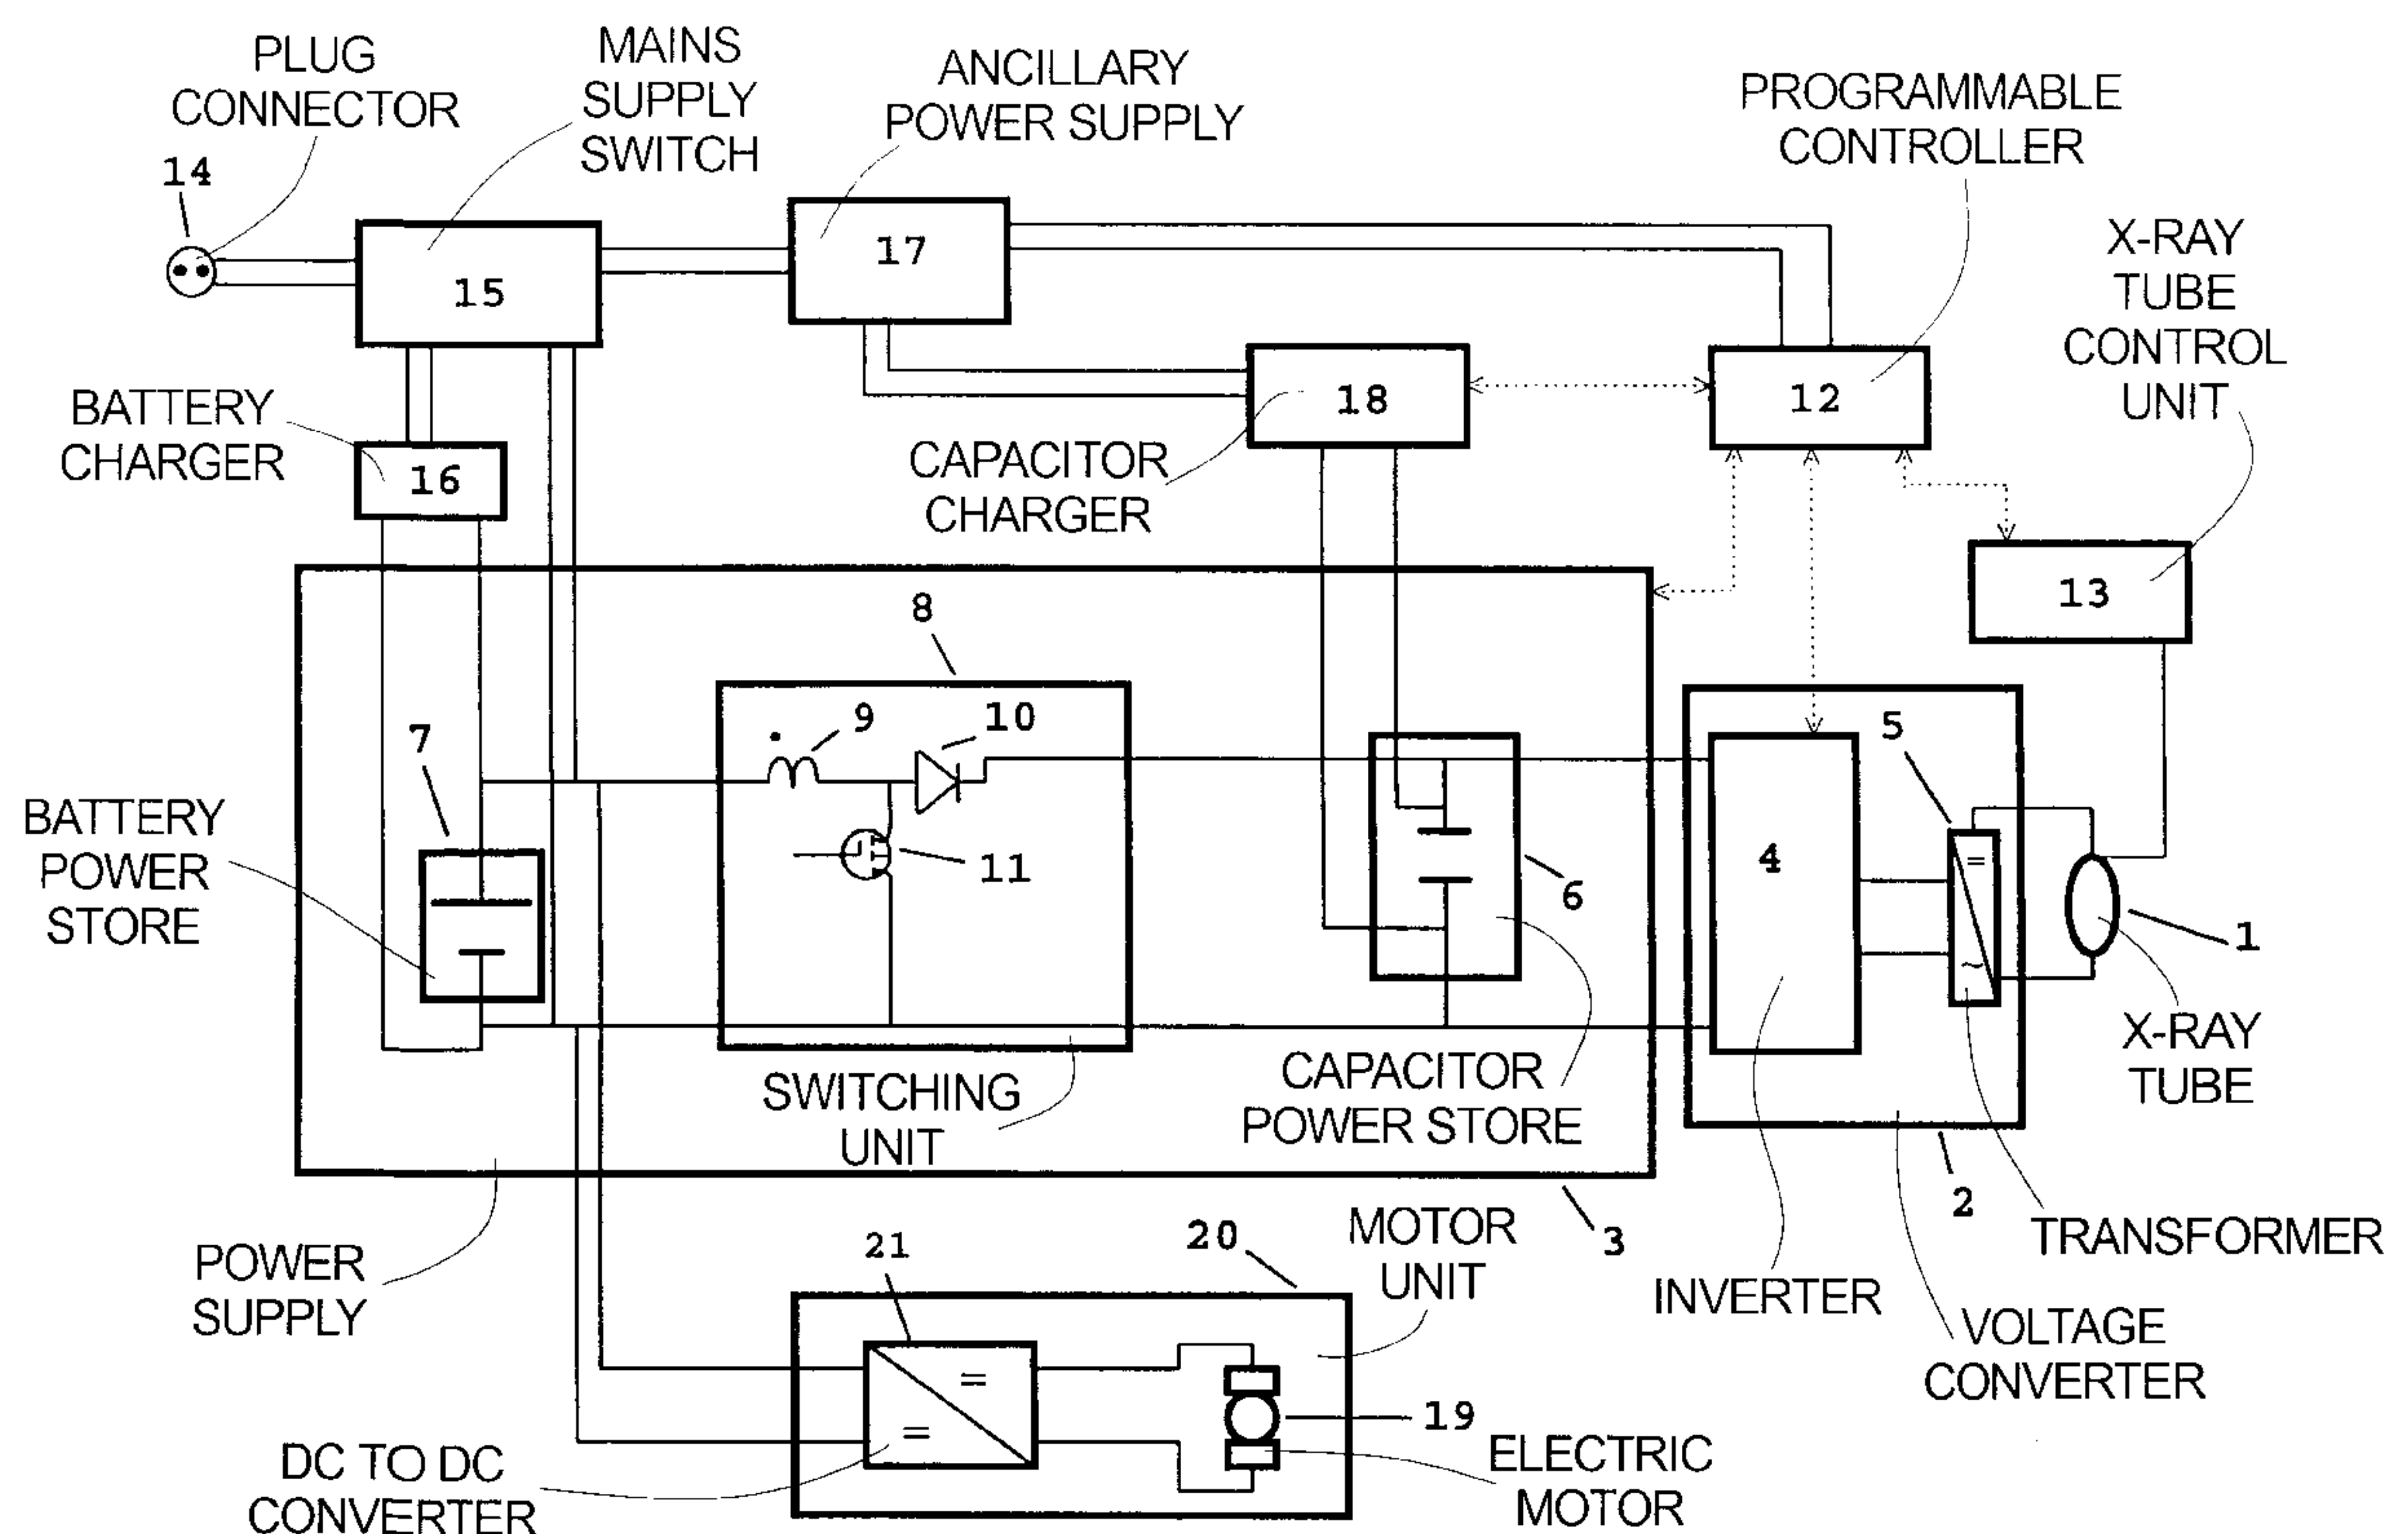 PLUG
CONNECTOR
14
MAINS
SUPPLY
SWITCH
15
ANCILLARY
POWER SUPPLY
17
PROGRAMMABLE
CONTROLLER
12
X-RAY
TUBE
CONTROL
UNIT
13
BATTERY
CHARGER
16
CAPACITOR
CHARGER
18
8
9
10
11
7
BATTERY
POWER
STORE
SWITCHING
UNIT
6
CAPACITOR
POWER STORE
4
5
=
~
1
X-RAY
TUBE
2
3
POWER
SUPPLY
TRANSFORMER
INVERTER
VOLTAGE
CONVERTER
20
MOTOR
UNIT
21
=
=
19
ELECTRIC
MOTOR
DC TO DC
CONVERTER